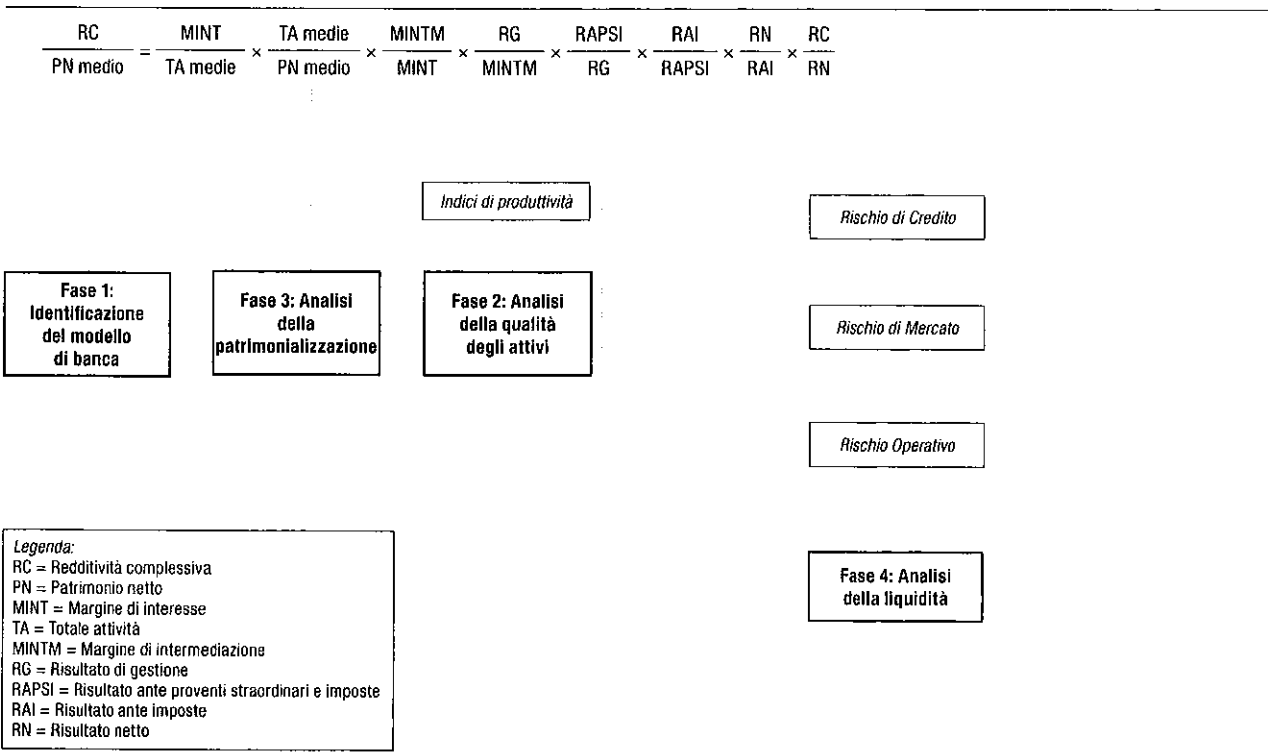 RC / PN medio = MINT / TA medie × TA medie / PN medio × MINTM / MINT × RG / MINTM × RAPSI / RG × RAI / RAPSI × RN / RAI × RC / RN
Indici di produttività
Rischio di Credito
Fase 1:
Identificazione
del modello
di banca
Fase 3: Analisi
della
patrimonializzazione
Fase 2: Analisi
della qualità
degli attivi
Rischio di Mercato
Rischio Operativo
Legenda:
RC = Redditività complessiva
PN = Patrimonio netto
MINT = Margine di interesse
TA = Totale attività
MINTM = Margine di intermediazione
RG = Risultato di gestione
RAPSI = Risultato ante proventi straordinari e imposte
RAI = Risultato ante imposte
RN = Risultato netto
Fase 4: Analisi
della liquidità